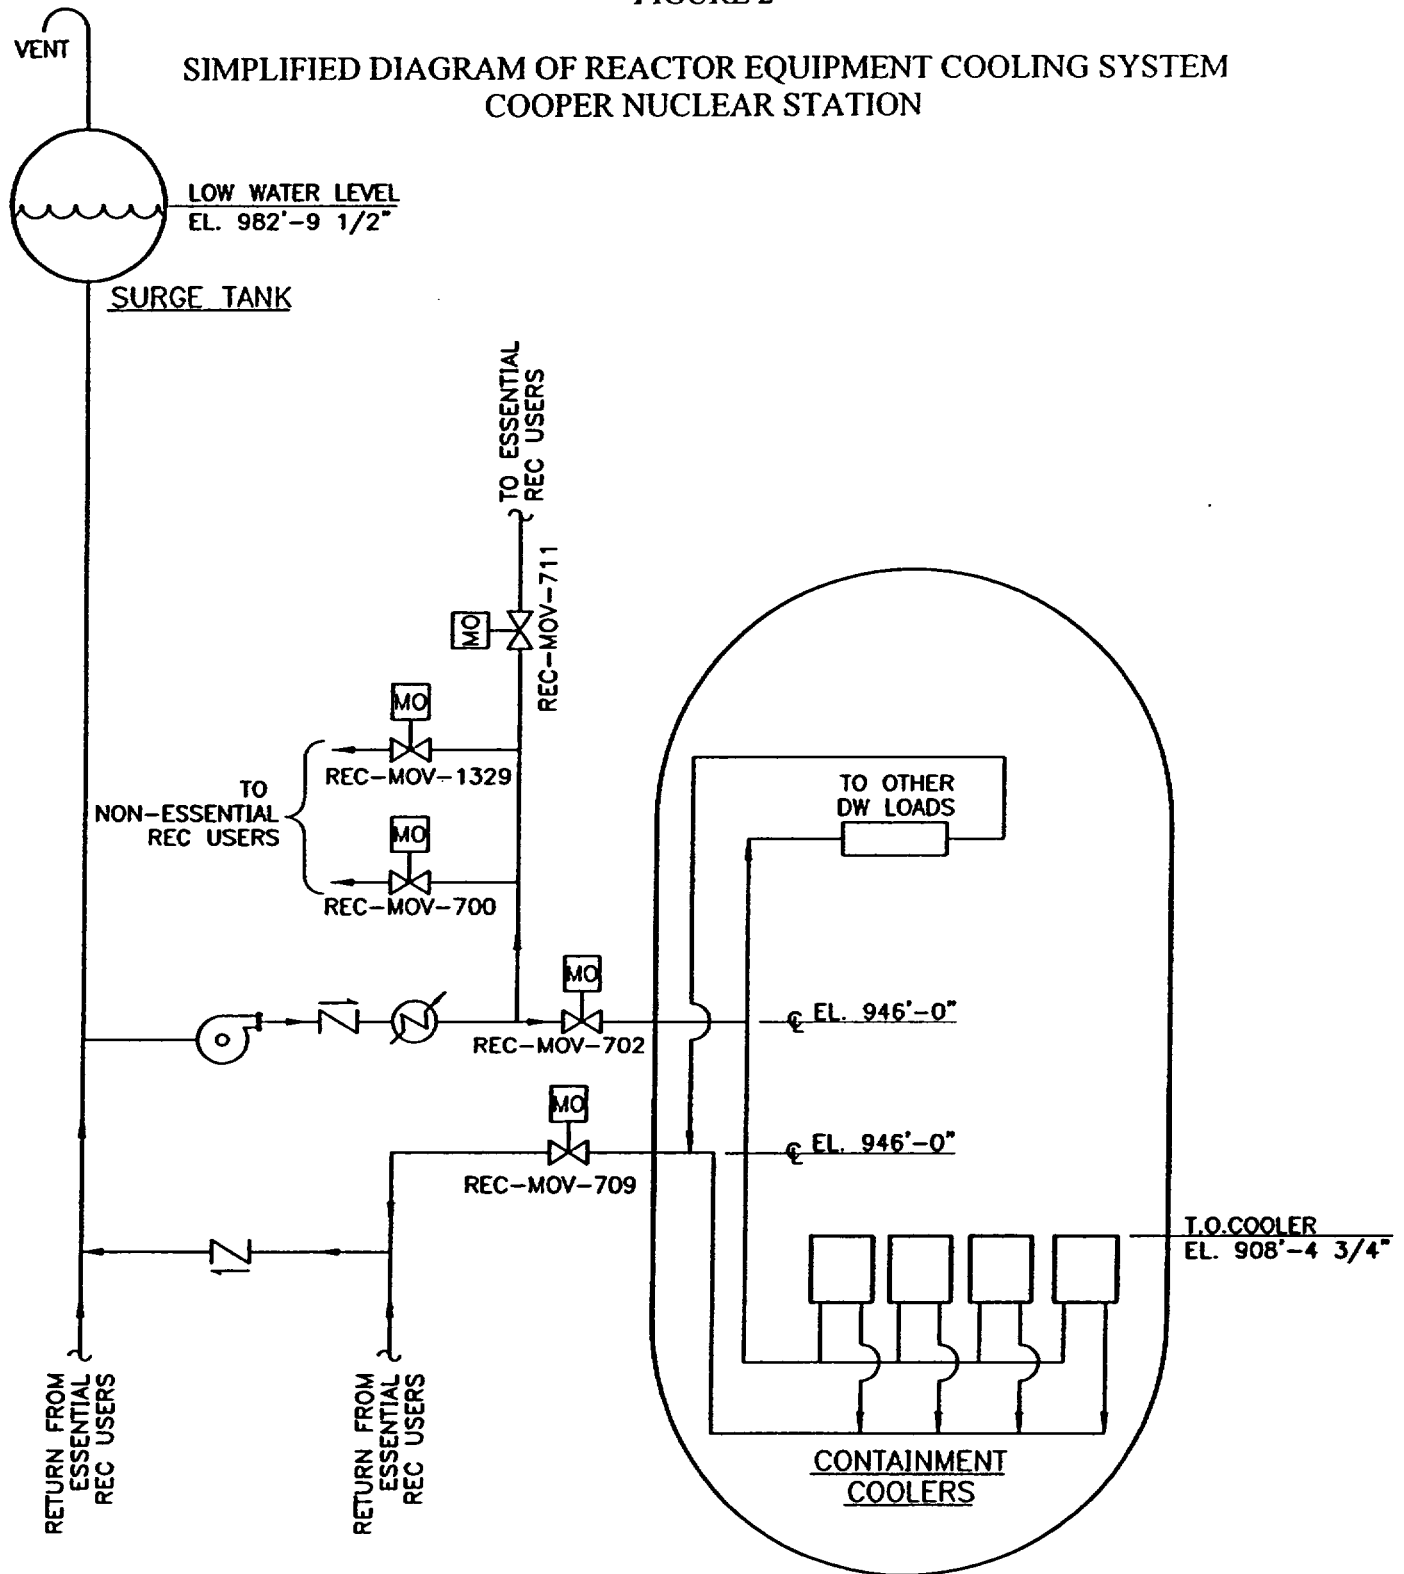 FIGURE 2
VENT
SIMPLIFIED DIAGRAM OF REACTOR EQUIPMENT COOLING SYSTEM
COOPER NUCLEAR STATION
LOW WATER LEVEL
EL. 982'-9 1/2"
SURGE TANK
TO ESSENTIAL
REC USERS
MO
REC-MOV-711
MO
REC-MOV-1329
TO
NON-ESSENTIAL
REC USERS
MO
REC-MOV-700
TO OTHER
DW LOADS
MO
REC-MOV-702
℄ EL. 946'-0"
MO
REC-MOV-709
℄ EL. 946'-0"
T.O.COOLER
EL. 908'-4 3/4"
RETURN FROM
ESSENTIAL
REC USERS
RETURN FROM
ESSENTIAL
REC USERS
CONTAINMENT
COOLERS